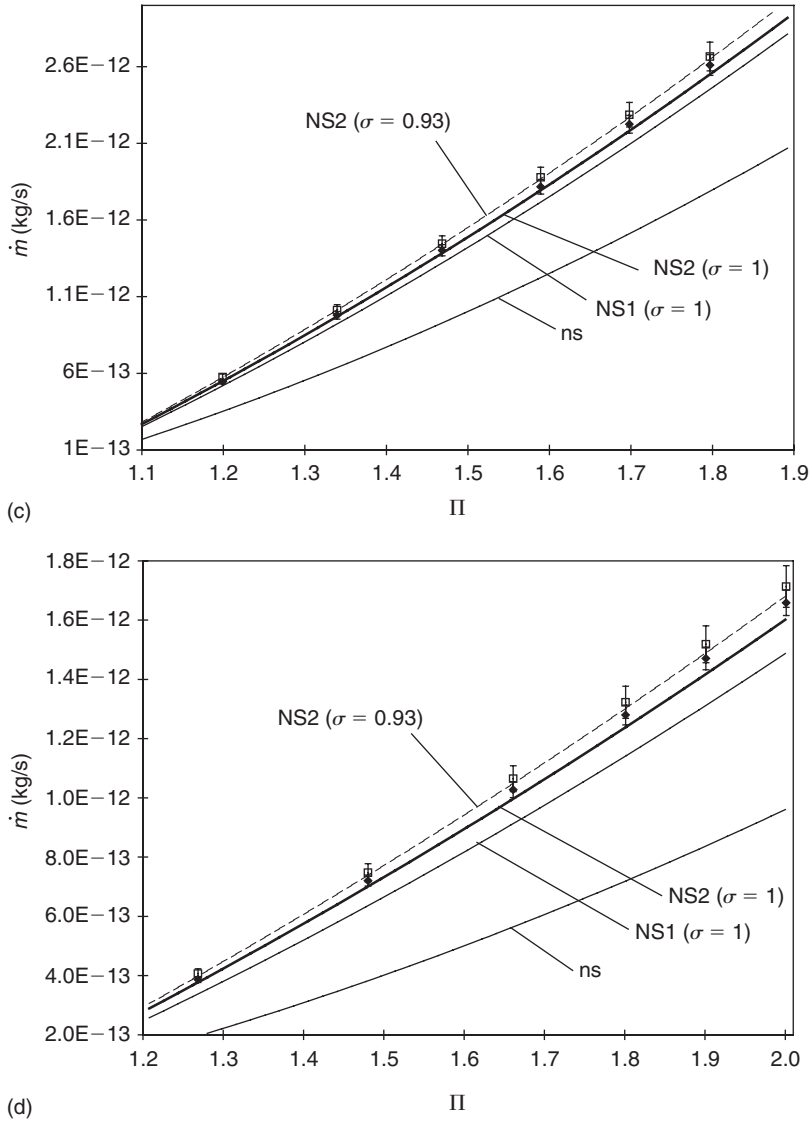 2.6E−12
2.1E−12
1.6E−12
1.1E−12
6E−13
1E−13
ṁ (kg/s)
NS2 (σ = 0.93)
NS2 (σ = 1)
NS1 (σ = 1)
ns
1.1 1.2 1.3 1.4 1.5 1.6 1.7 1.8 1.9
Π
(c)
1.8E−12
1.6E−12
1.4E−12
1.2E−12
1.0E−12
8.0E−13
6.0E−13
4.0E−13
2.0E−13
ṁ (kg/s)
NS2 (σ = 0.93)
NS2 (σ = 1)
NS1 (σ = 1)
ns
1.2 1.3 1.4 1.5 1.6 1.7 1.8 1.9 2.0
Π
(d)